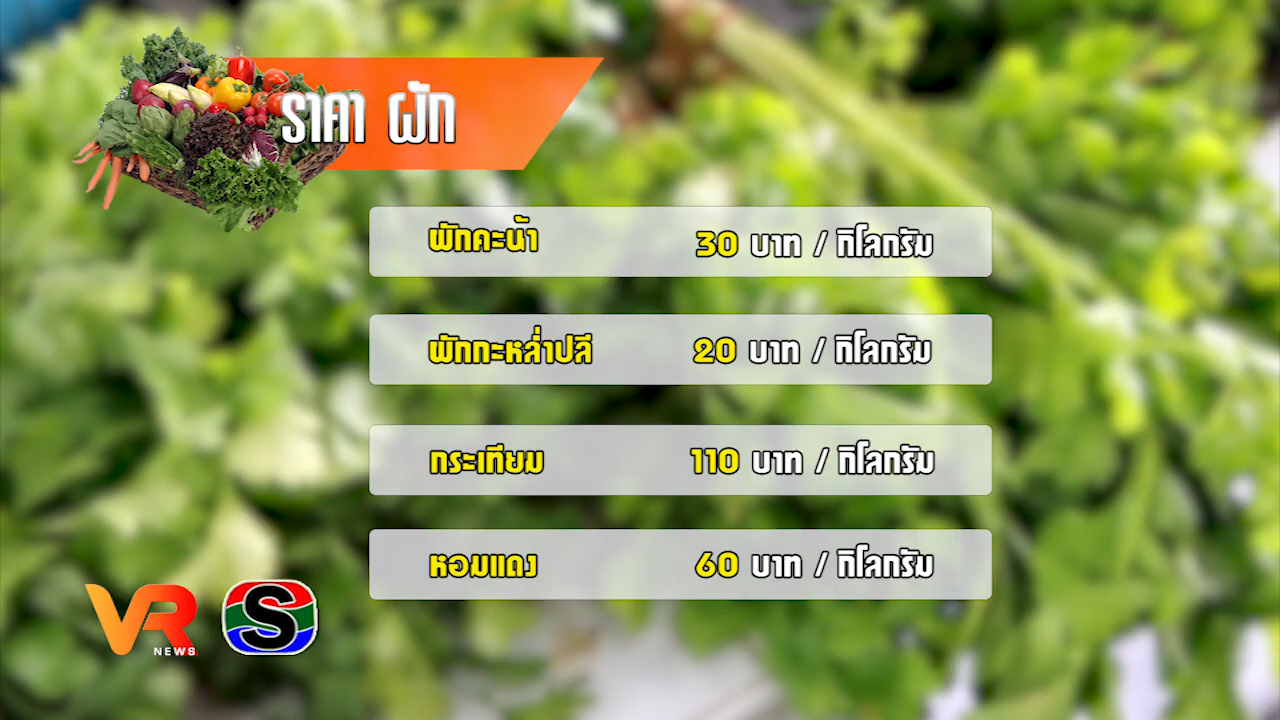 ราคา ผัก
ผักคะน้า 30 บาท / กิโลกรัม
ผักกะหล่ำปลี 20 บาท / กิโลกรัม
กระเทียม 110 บาท / กิโลกรัม
หอมแดง 60 บาท / กิโลกรัม
VR NEWS S